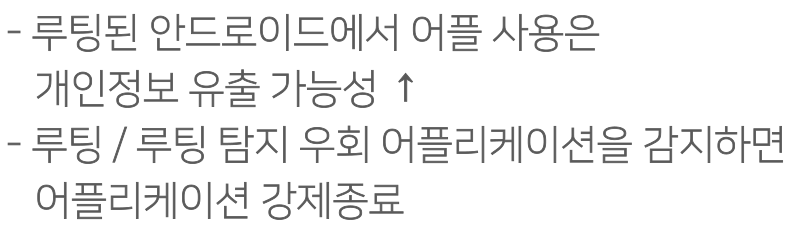 - 루팅된 안드로이드에서 어플 사용은
개인정보 유출 가능성 ↑
- 루팅 / 루팅 탐지 우회 어플리케이션을 감지하면
어플리케이션 강제종료